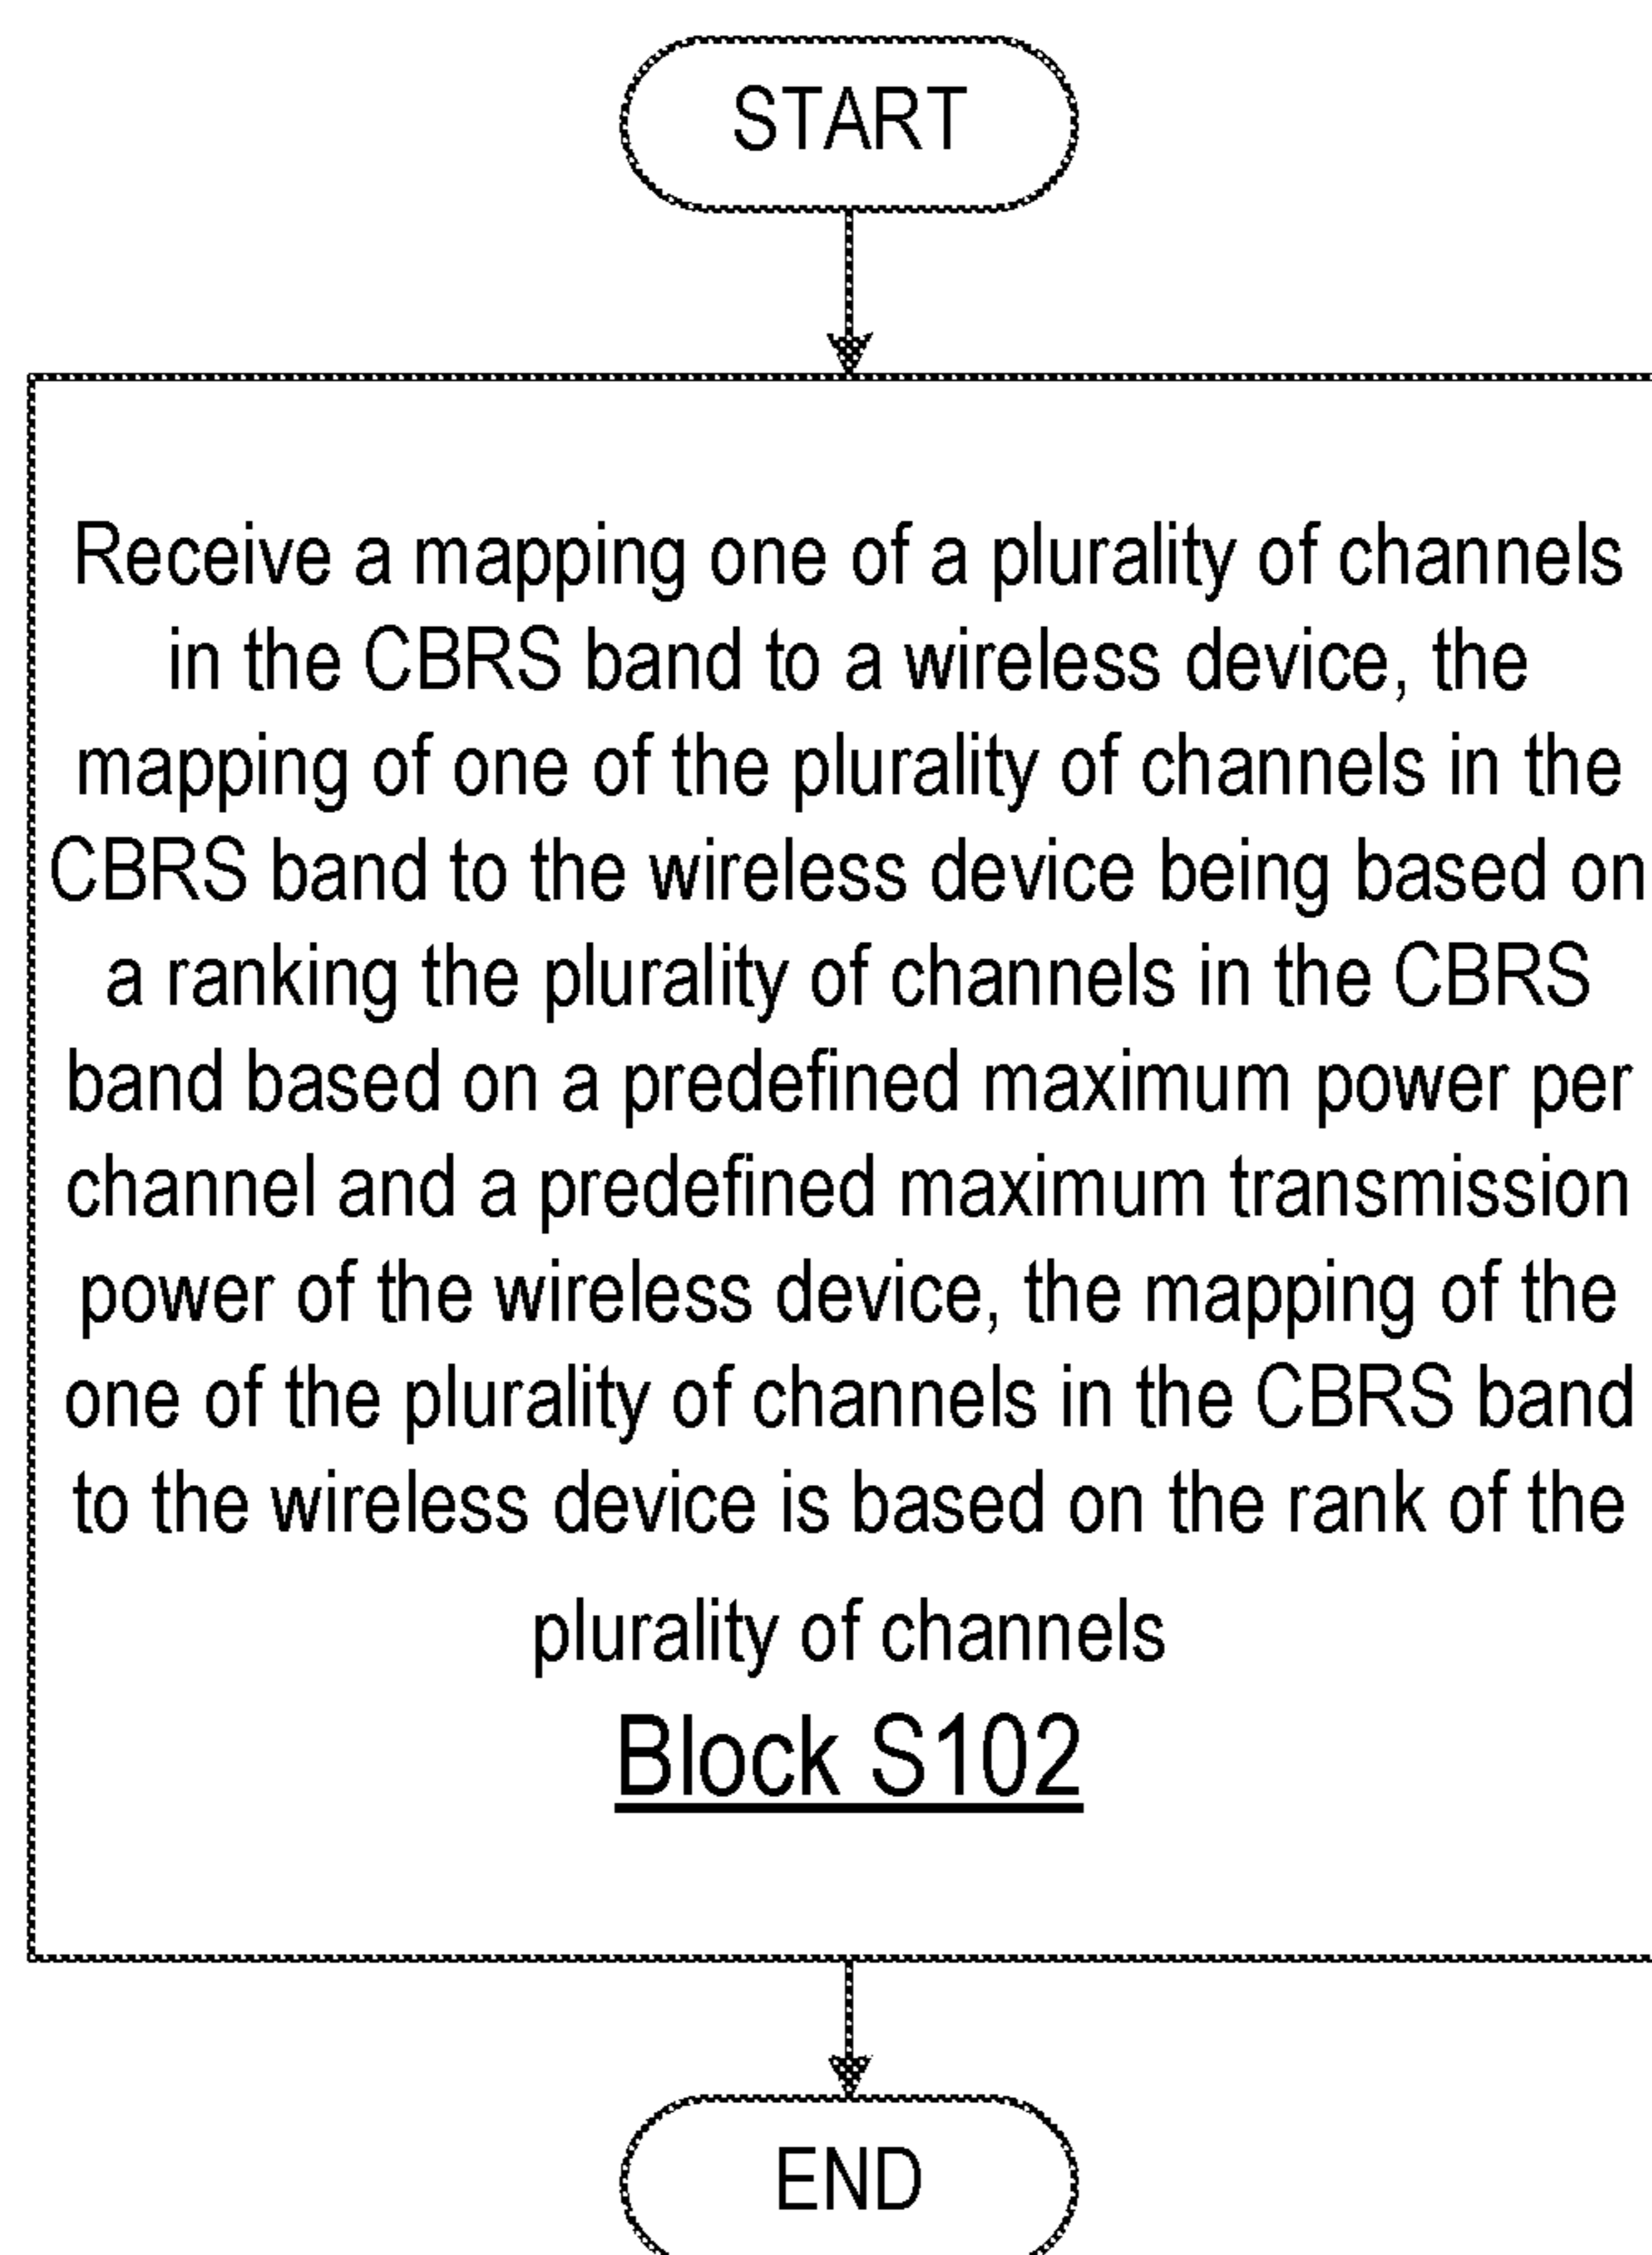 START
Receive a mapping one of a plurality of channels
in the CBRS band to a wireless device, the
mapping of one of the plurality of channels in the
CBRS band to the wireless device being based on
a ranking the plurality of channels in the CBRS
band based on a predefined maximum power per
channel and a predefined maximum transmission
power of the wireless device, the mapping of the
one of the plurality of channels in the CBRS band
to the wireless device is based on the rank of the
plurality of channels
Block S102
END